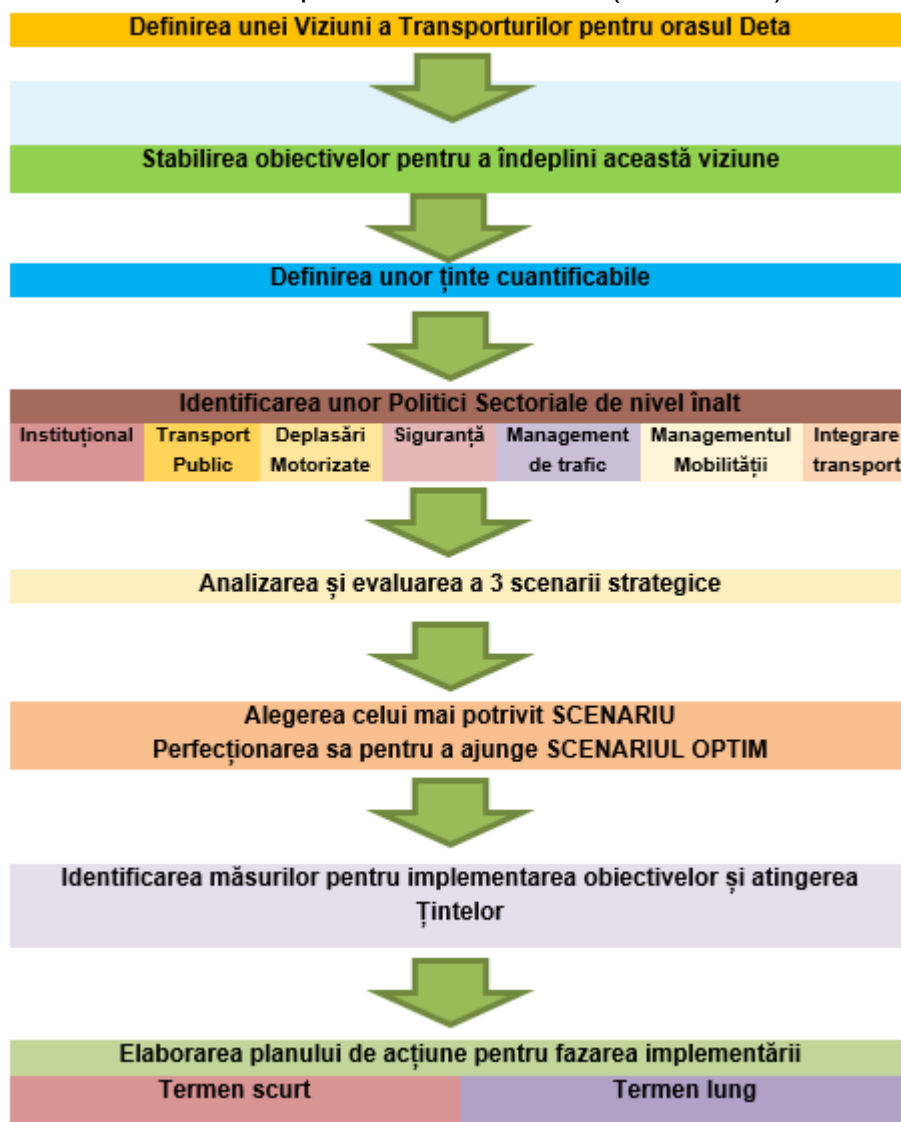 Definirea unei Viziuni a Transporturilor pentru orasul Deta
Stabilirea obiectivelor pentru a îndeplini această viziune
Definirea unor ținte cuantificabile
Identificarea unor Politici Sectoriale de nivel înalt
Instituțional Transport Public Deplasări Motorizate Siguranță Management de trafic Managementul Mobilității Integrare transport
Analizarea și evaluarea a 3 scenarii strategice
Alegerea celui mai potrivit SCENARIU
Perfecționarea sa pentru a ajunge SCENARIUL OPTIM
Identificarea măsurilor pentru implementarea obiectivelor și atingerea
Țintelor
Elaborarea planului de acțiune pentru fazarea implementării
Termen scurt Termen lung